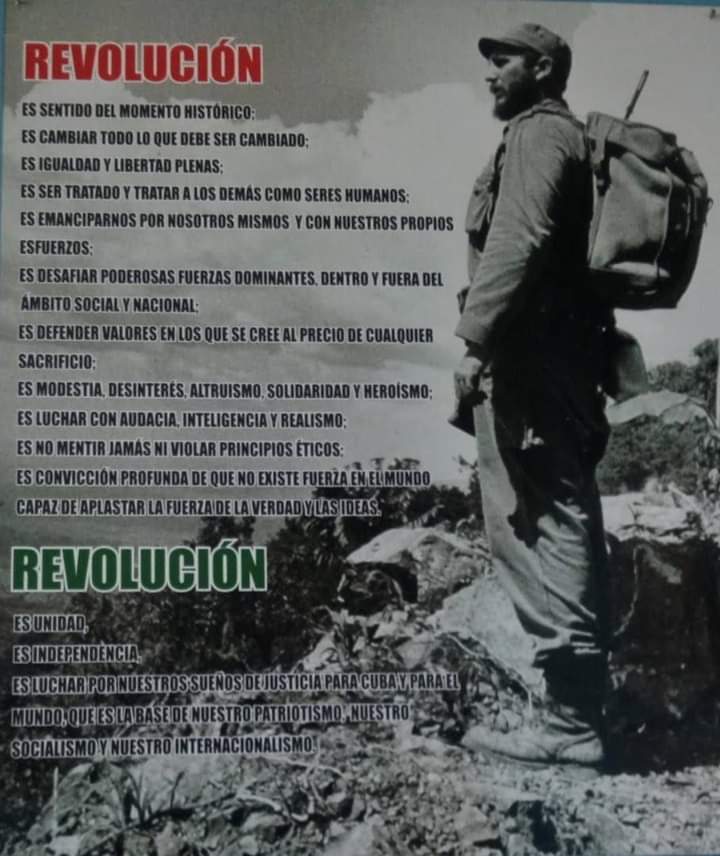 REVOLUCIÓN
ES SENTIDO DEL MOMENTO HISTÓRICO;
ES CAMBIAR TODO LO QUE DEBE SER CAMBIADO;
ES IGUALDAD Y LIBERTAD PLENAS;
ES SER TRATADO Y TRATAR A LOS DEMÁS COMO SERES HUMANOS;
ES EMANCIPARNOS POR NOSOTROS MISMOS Y CON NUESTROS PROPIOS
ESFUERZOS;
ES DESAFIAR PODEROSAS FUERZAS DOMINANTES, DENTRO Y FUERA DEL
ÁMBITO SOCIAL Y NACIONAL;
ES DEFENDER VALORES EN LOS QUE SE CREE AL PRECIO DE CUALQUIER
SACRIFICIO;
ES MODESTIA, DESINTERÉS, ALTRUISMO, SOLIDARIDAD Y HEROÍSMO;
ES LUCHAR CON AUDACIA, INTELIGENCIA Y REALISMO;
ES NO MENTIR JAMÁS NI VIOLAR PRINCIPIOS ÉTICOS;
ES CONVICCIÓN PROFUNDA DE QUE NO EXISTE FUERZA EN EL MUNDO
CAPAZ DE APLASTAR LA FUERZA DE LA VERDAD Y LAS IDEAS.
REVOLUCIÓN
ES UNIDAD,
ES INDEPENDENCIA,
ES LUCHAR POR NUESTROS SUEÑOS DE JUSTICIA PARA CUBA Y PARA EL
MUNDO, QUE ES LA BASE DE NUESTRO PATRIOTISMO, NUESTRO
SOCIALISMO Y NUESTRO INTERNACIONALISMO.